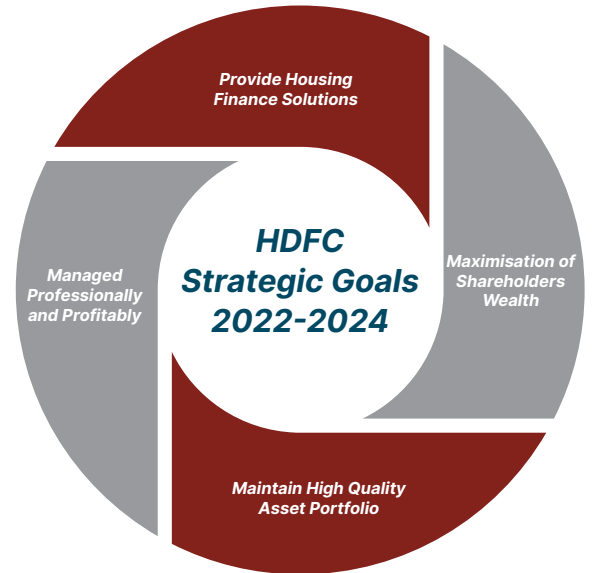 Provide Housing
Finance Solutions
HDFC
Strategic Goals
2022-2024
Maximisation of
Shareholders
Wealth
Managed
Professionally
and Profitably
Maintain High Quality
Asset Portfolio